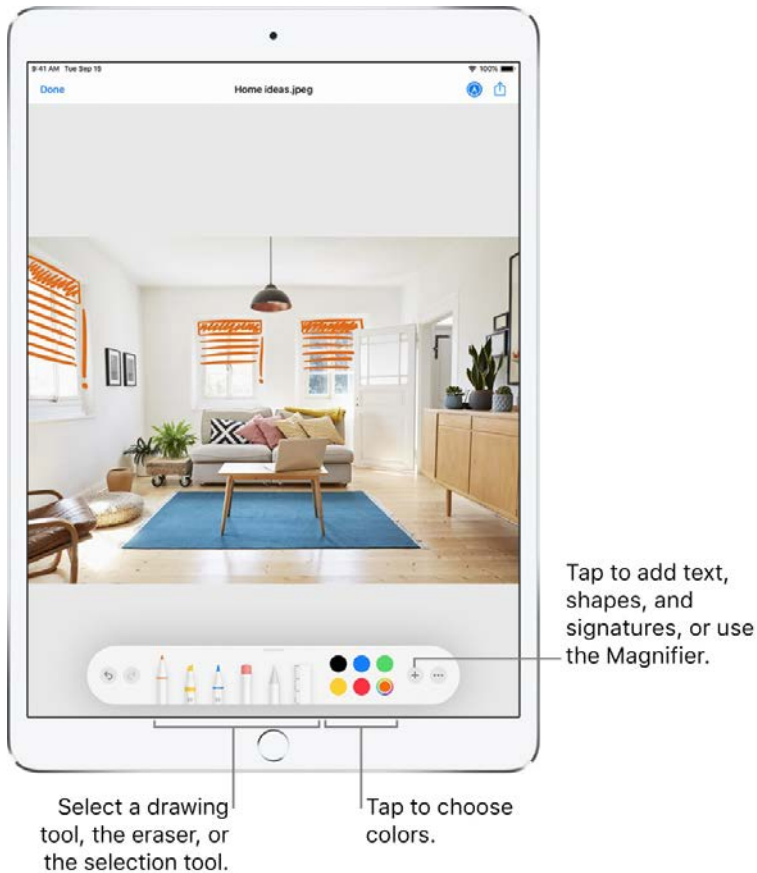 9:41 AM Tue Sep 15
100%
Done
Home ideas.jpeg
Tap to add text,
shapes, and
signatures, or use
the Magnifier.
Select a drawing
tool, the eraser, or
the selection tool.
Tap to choose
colors.